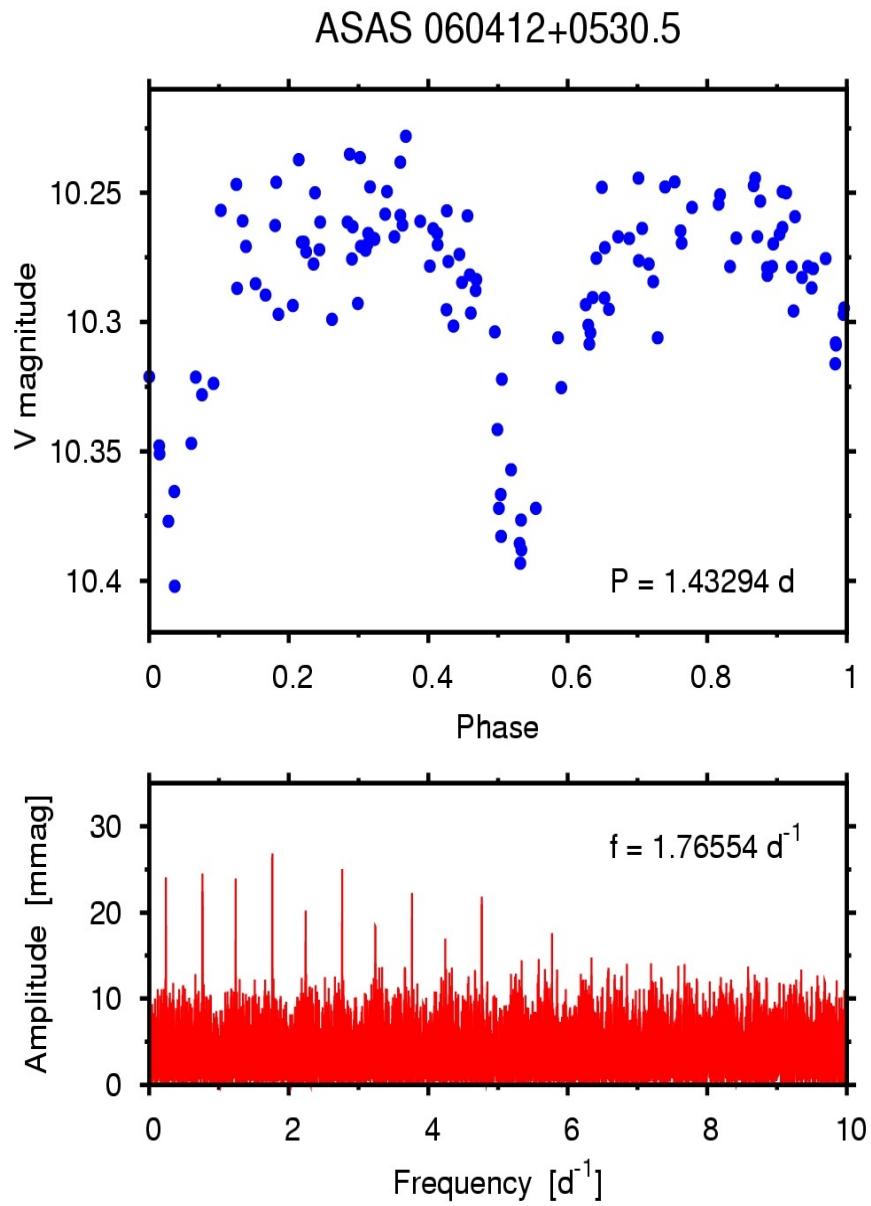 ASAS 060412+0530.5
10.25
10.3
10.35
10.4
V magnitude
P = 1.43294 d
0 0.2 0.4 0.6 0.8 1
Phase
30
20
10
0
Amplitude [mmag]
f = 1.76554 d⁻¹
0 2 4 6 8 10
Frequency [d⁻¹]